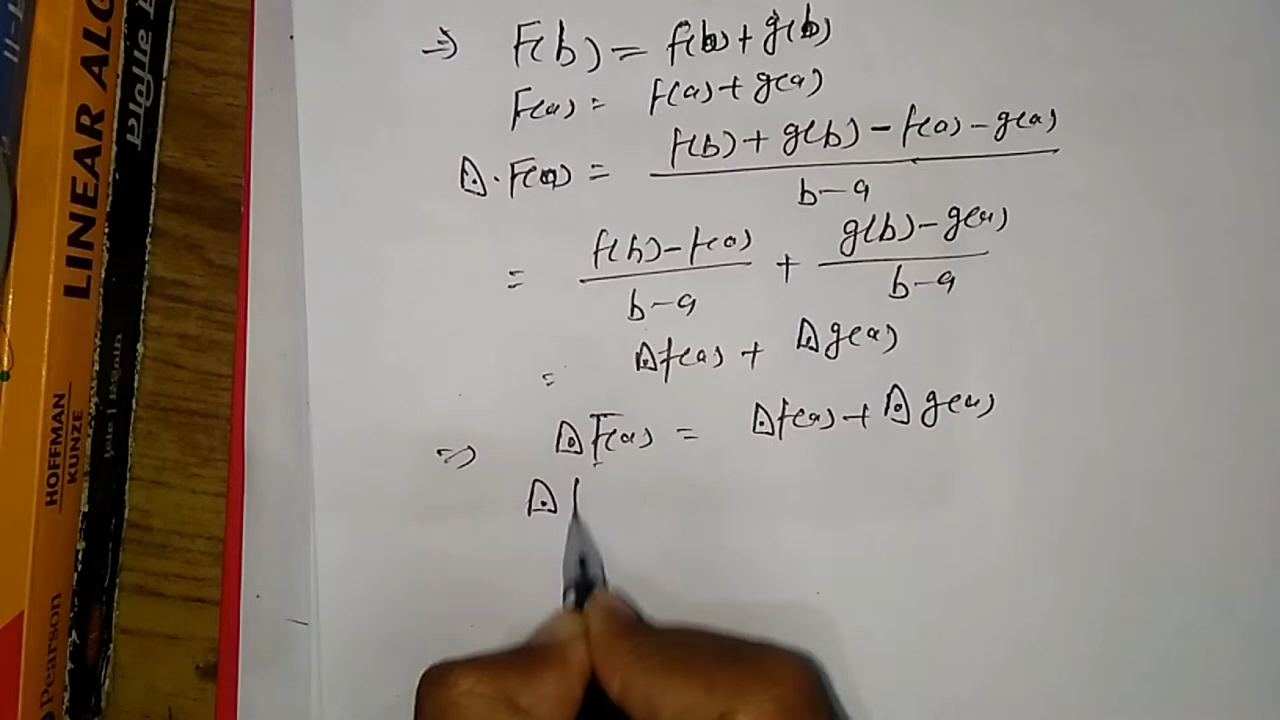 ⇒ F(b) = f(b) + g(b)
F(a) = f(a) + g(a)
△. F(a) = f(b) + g(b) - f(a) - g(a) / b-a
= f(b) - f(a) / b-a + g(b) - g(a) / b-a
= △f(a) + △g(a)
⇒ △F(a) = △f(a) + △g(a)
△
LINEAR ALG
HOFFMAN
KUNZE
Pearson